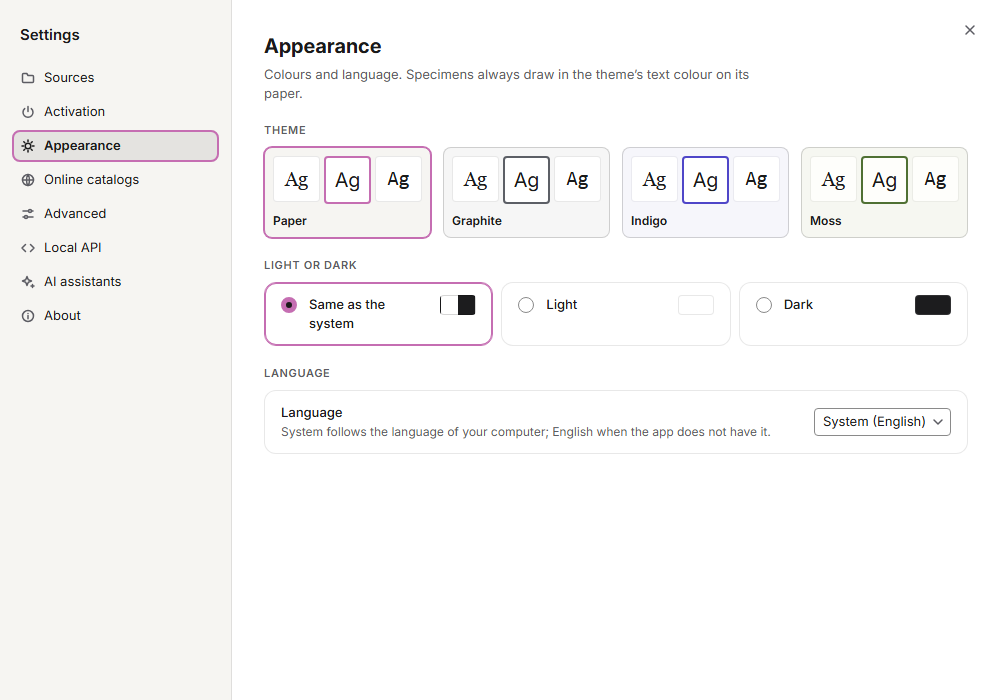 Settings
Sources
Activation
Appearance
Online catalogs
Advanced
Local API
AI assistants
About
Appearance
Colours and language. Specimens always draw in the theme’s text colour on its
paper.
THEME
Ag Ag Ag
Paper
Ag Ag Ag
Graphite
Ag Ag Ag
Indigo
Ag Ag Ag
Moss
LIGHT OR DARK
Same as the
system
Light
Dark
LANGUAGE
Language
System follows the language of your computer; English when the app does not have it.
System (English)